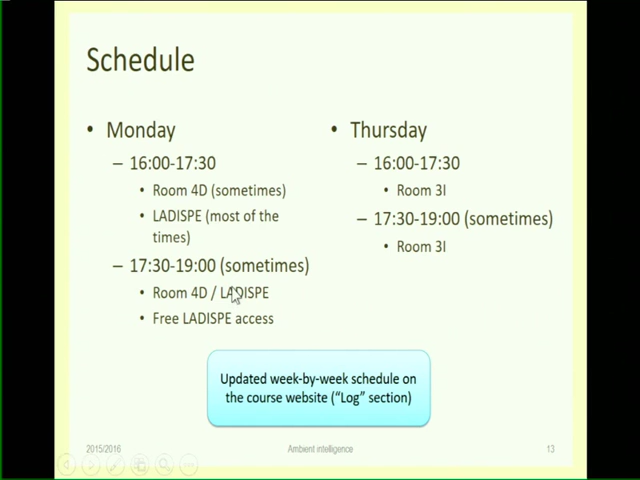 Schedule
• Monday
– 16:00-17:30
• Room 4D (sometimes)
• LADISPE (most of the
times)
– 17:30-19:00 (sometimes)
• Room 4D / LADISPE
• Free LADISPE access
• Thursday
– 16:00-17:30
• Room 3I
– 17:30-19:00 (sometimes)
• Room 3I
Updated week-by-week schedule on
the course website (“Log” section)
2015/2016
Ambient intelligence
13